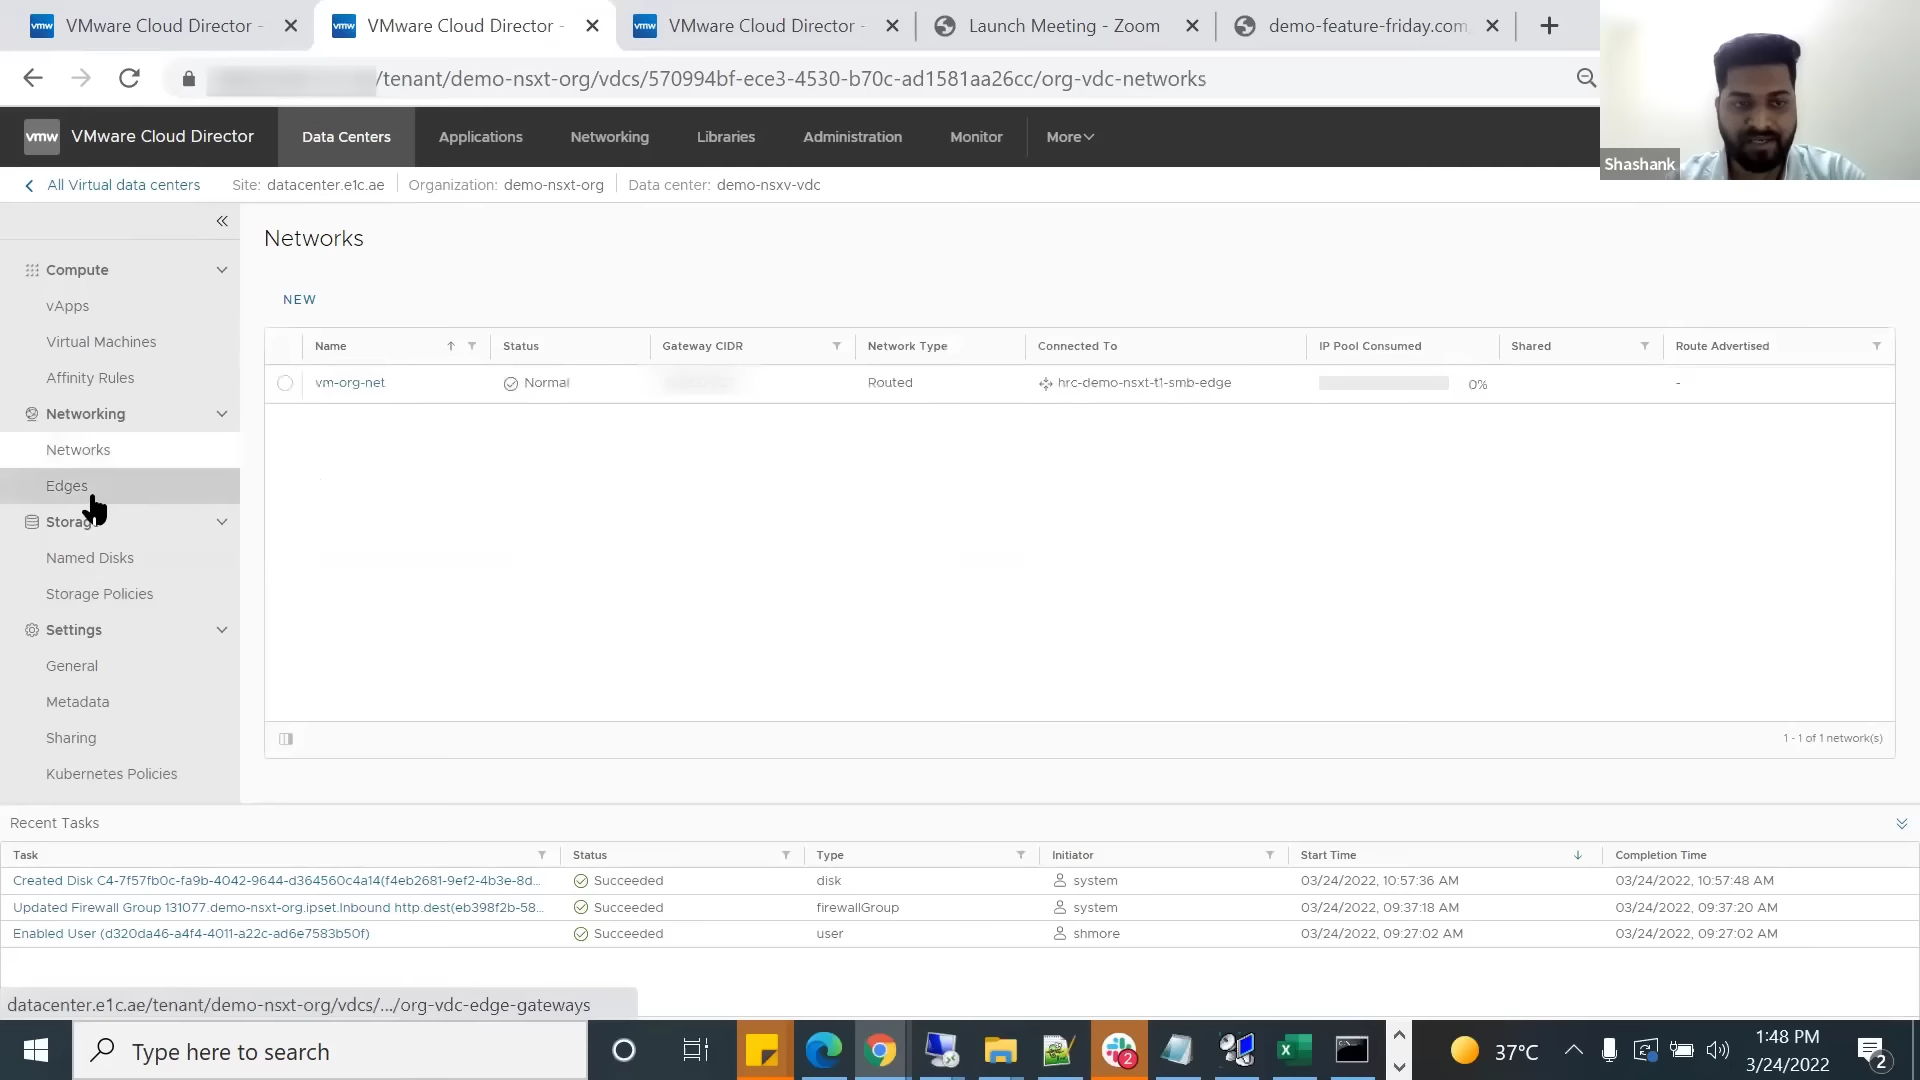 vmw VMware Cloud Director - vmw VMware Cloud Director - vmw VMware Cloud Director - Launch Meeting - Zoom demo-feature-friday.com
/tenant/demo-nsxt-org/vdcs/570994bf-ece3-4530-b70c-ad1581aa26cc/org-vdc-networks
vmw VMware Cloud Director Data Centers Applications Networking Libraries Administration Monitor More
Shashank
All Virtual data centers Site: datacenter.e1c.ae Organization: demo-nsxt-org Data center: demo-nsxv-vdc
Networks
Compute
vApps
Virtual Machines
Affinity Rules
Networking
Networks
Edges
Storag
Named Disks
Storage Policies
Settings
General
Metadata
Sharing
Kubernetes Policies
NEW
Name Status Gateway CIDR Network Type Connected To IP Pool Consumed Shared Route Advertised
vm-org-net Normal Routed hrc-demo-nsxt-t1-smb-edge 0% -
1 - 1 of 1 network(s)
Recent Tasks
Task Status Type Initiator Start Time Completion Time
Created Disk C4-7f57fb0c-fa9b-4042-9644-d364560c4a14(f4eb2681-9ef2-4b3e-8d... Succeeded disk system 03/24/2022, 10:57:36 AM 03/24/2022, 10:57:48 AM
Updated Firewall Group 131077.demo-nsxt-org.ipset.Inbound http.dest(eb398f2b-58... Succeeded firewallGroup system 03/24/2022, 09:37:18 AM 03/24/2022, 09:37:20 AM
Enabled User (d320da46-a4f4-4011-a22c-ad6e7583b50f) Succeeded user shmore 03/24/2022, 09:27:02 AM 03/24/2022, 09:27:02 AM
datacenter.e1c.ae/tenant/demo-nsxt-org/vdcs/.../org-vdc-edge-gateways
Type here to search
2
37°C
1:48 PM
3/24/2022
2